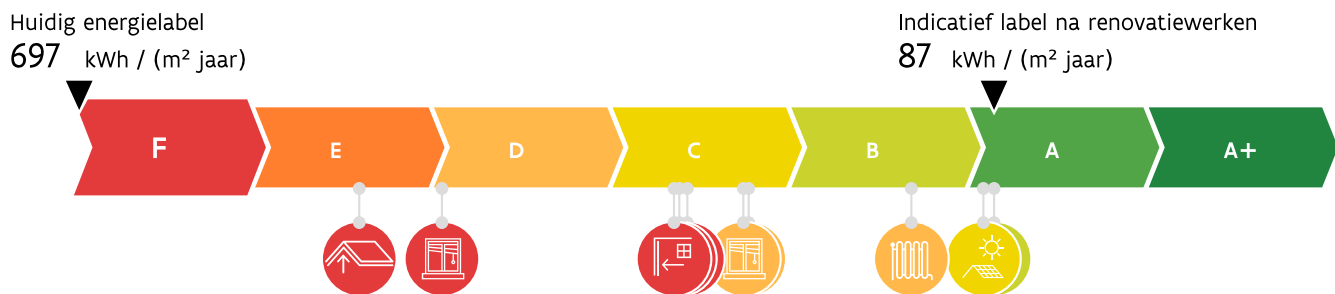 Huidig energielabel
697 kWh / (m² jaar)
Indicatief label na renovatiewerken
87 kWh / (m² jaar)
F E D C B A A+